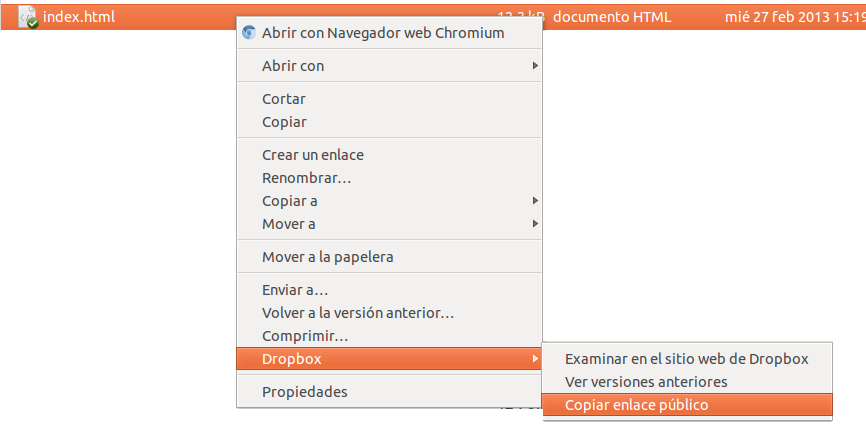 index.html documento HTML mié 27 feb 2013 15:19
Abrir con Navegador web Chromium
Abrir con
Cortar
Copiar
Crear un enlace
Renombrar...
Copiar a
Mover a
Mover a la papelera
Enviar a...
Volver a la versión anterior...
Comprimir...
Dropbox
Propiedades
Examinar en el sitio web de Dropbox
Ver versiones anteriores
Copiar enlace público